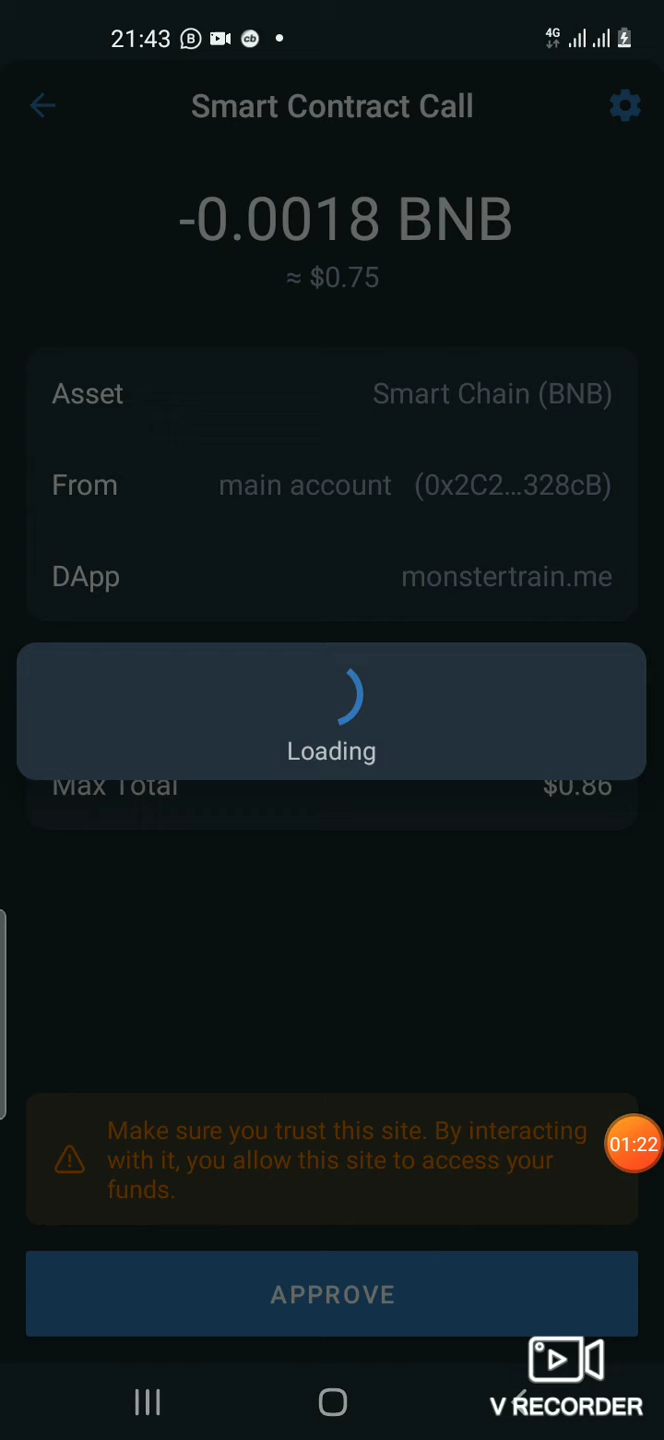 21:43
4G
Smart Contract Call
-0.0018 BNB
≈ $0.75
Asset Smart Chain (BNB)
From main account (0x2C2...328cB)
DApp monstertrain.me
Loading
Max Total $0.86
Make sure you trust this site. By interacting
with it, you allow this site to access your
funds.
01:22
APPROVE
V RECORDER